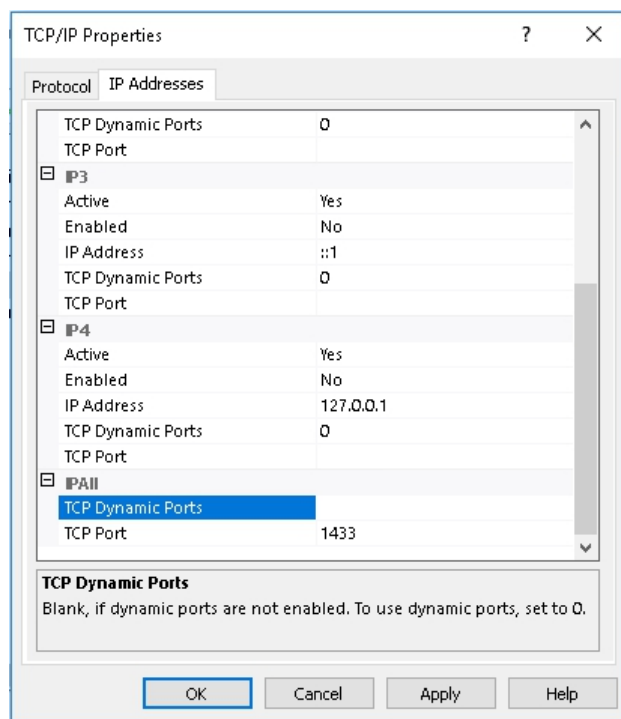 TCP/IP Properties ? X
Protocol IP Addresses
TCP Dynamic Ports 0
TCP Port
IP3
Active Yes
Enabled No
IP Address ::1
TCP Dynamic Ports 0
TCP Port
IP4
Active Yes
Enabled No
IP Address 127.0.0.1
TCP Dynamic Ports 0
TCP Port
IPAll
TCP Dynamic Ports
TCP Port 1433
TCP Dynamic Ports
Blank, if dynamic ports are not enabled. To use dynamic ports, set to 0.
OK Cancel Apply Help